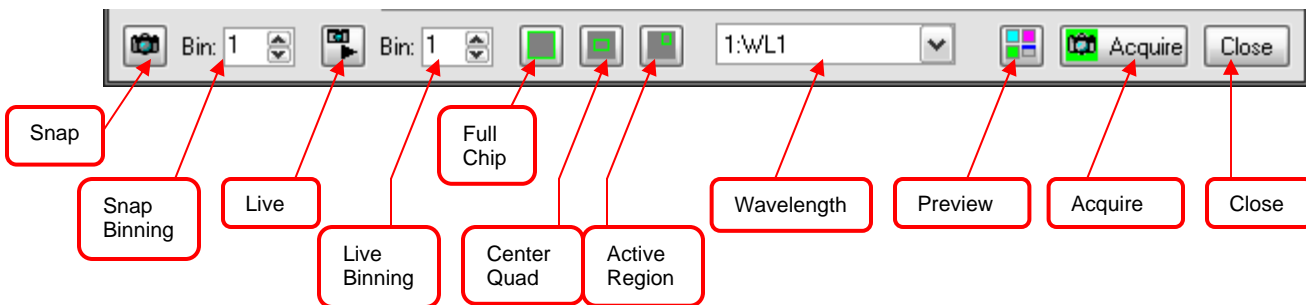 Bin: 1 Bin: 1 1:WL1 Acquire Close
Snap
Full
Chip
Snap
Binning
Live
Wavelength
Preview
Acquire
Close
Live
Binning
Center
Quad
Active
Region